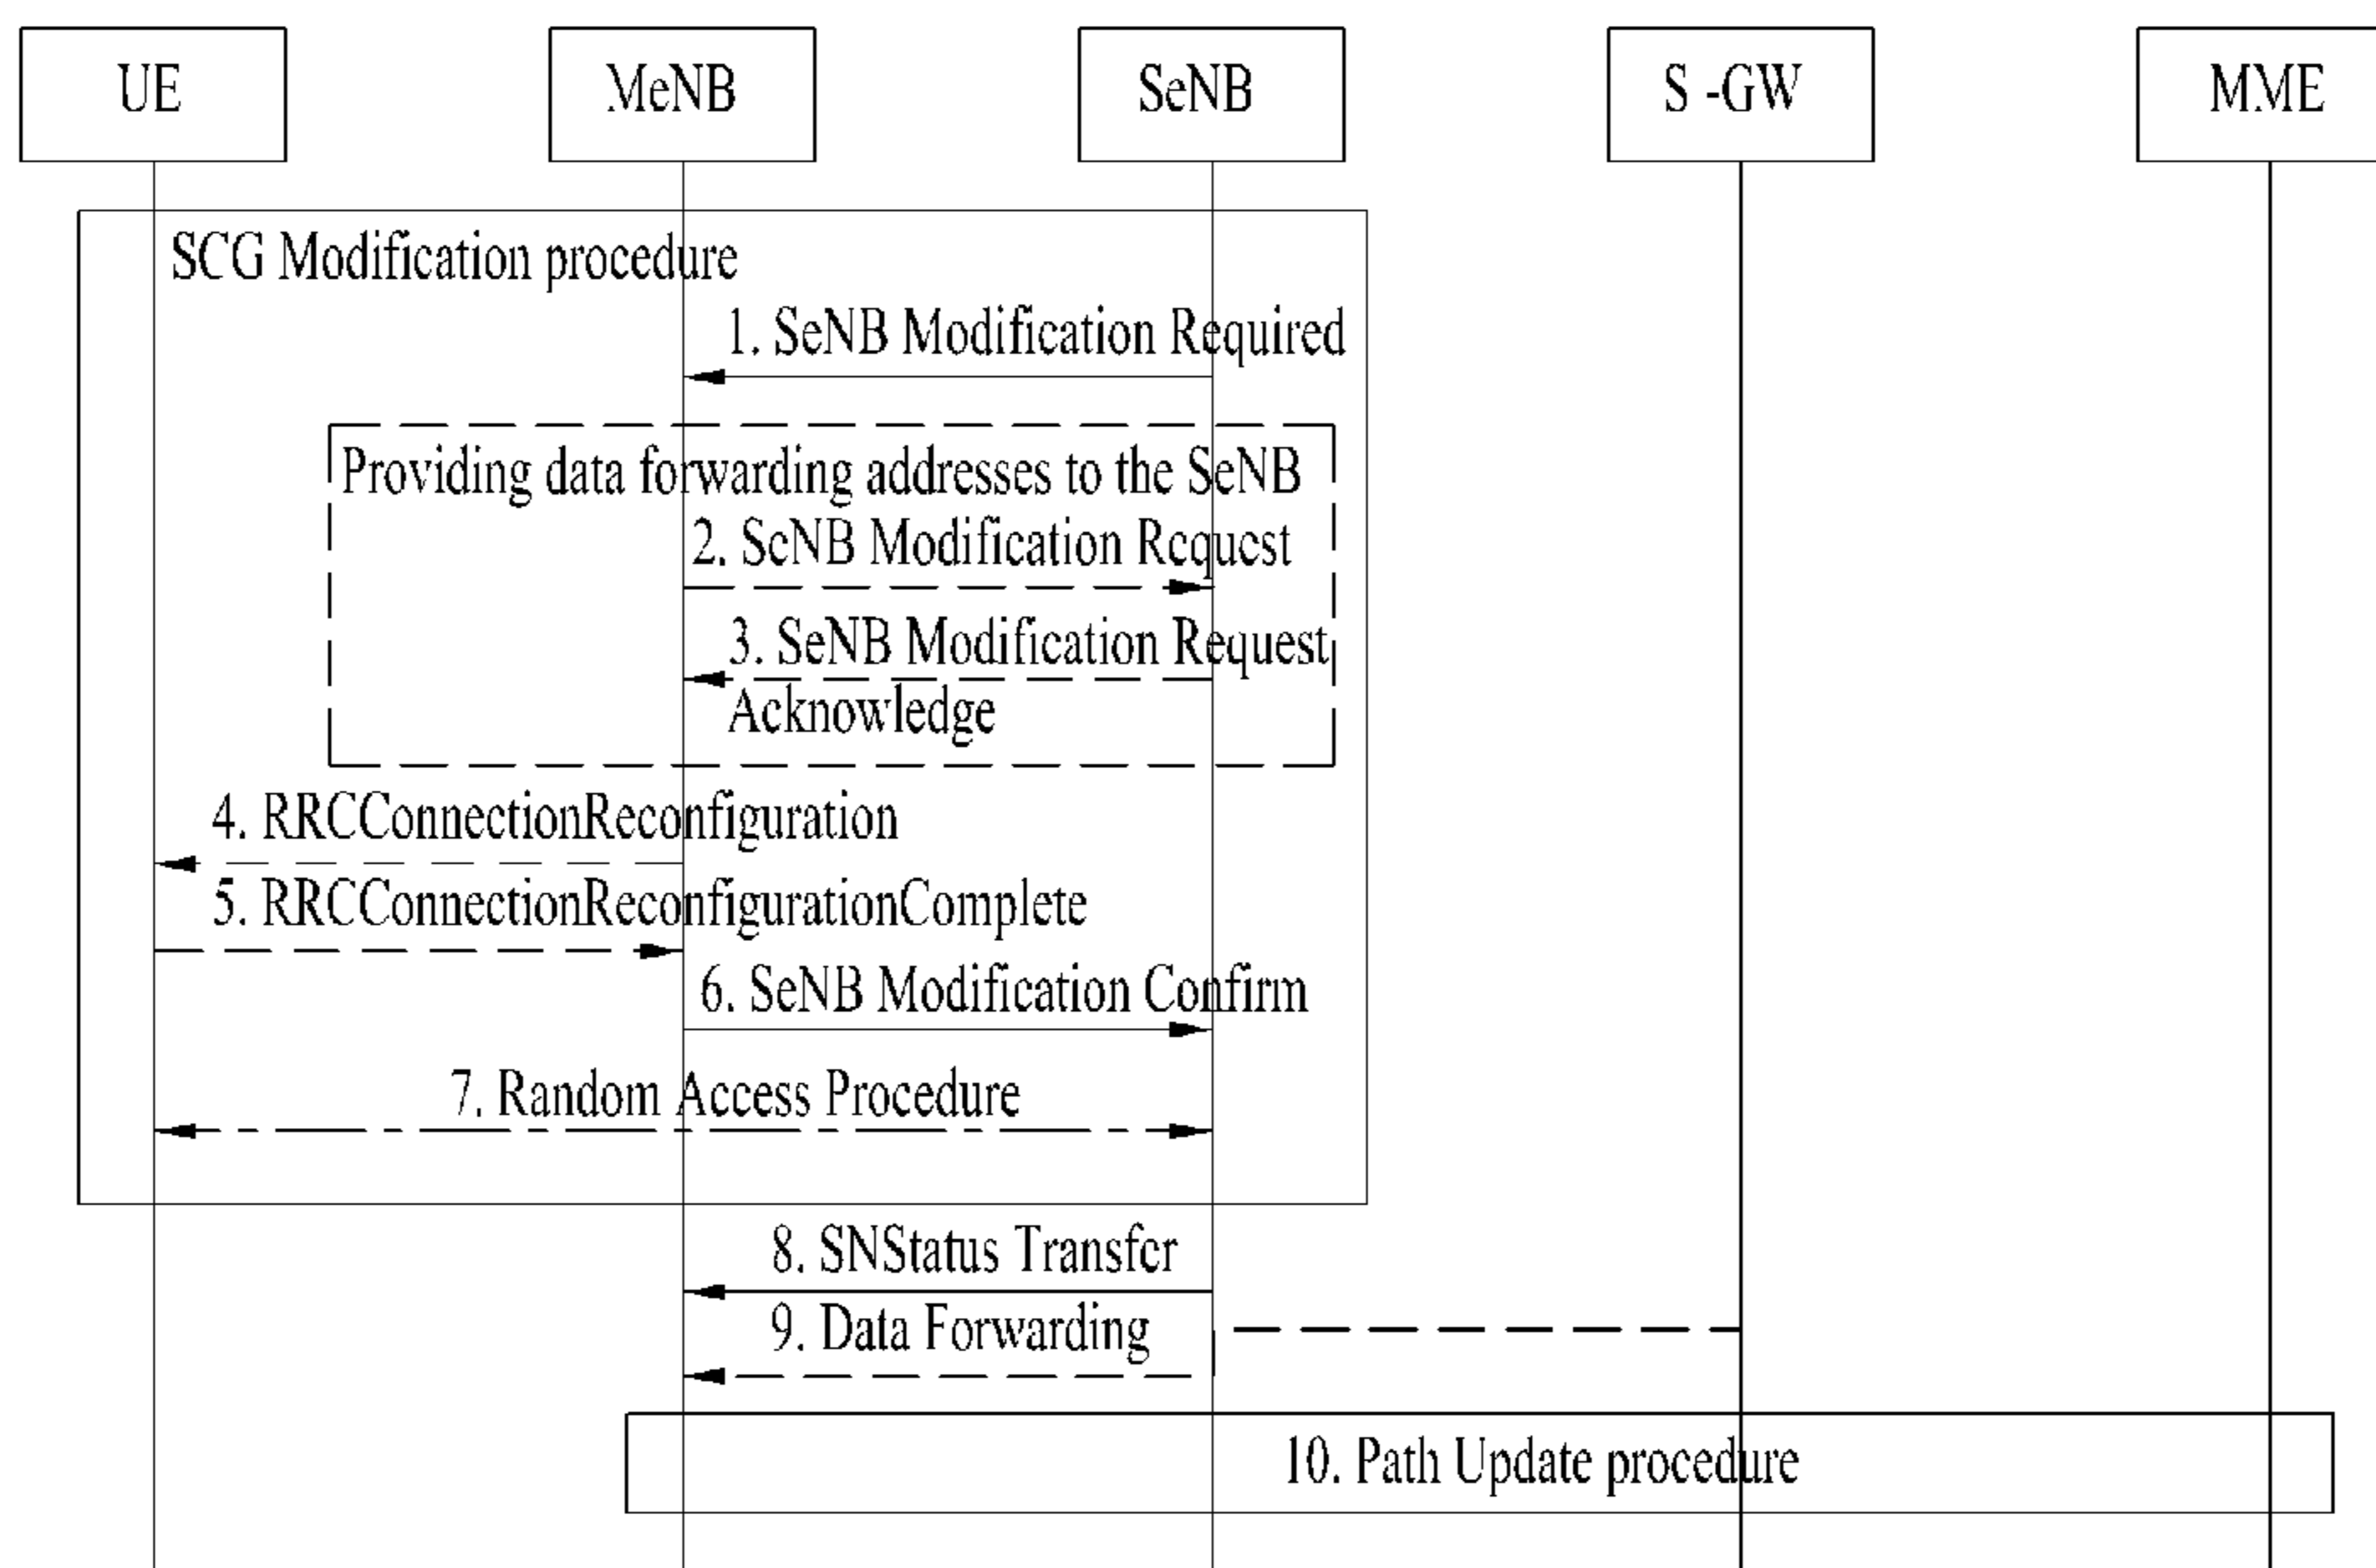 UE
MeNB
SeNB
S -GW
MME
SCG Modification procedure
1. SeNB Modification Required
Providing data forwarding addresses to the SeNB
2. SeNB Modification Request
3. SeNB Modification Request
Acknowledge
4. RRCConnectionReconfiguration
5. RRCConnectionReconfigurationComplete
6. SeNB Modification Confirm
7. Random Access Procedure
8. SNStatus Transfer
9. Data Forwarding
10. Path Update procedure